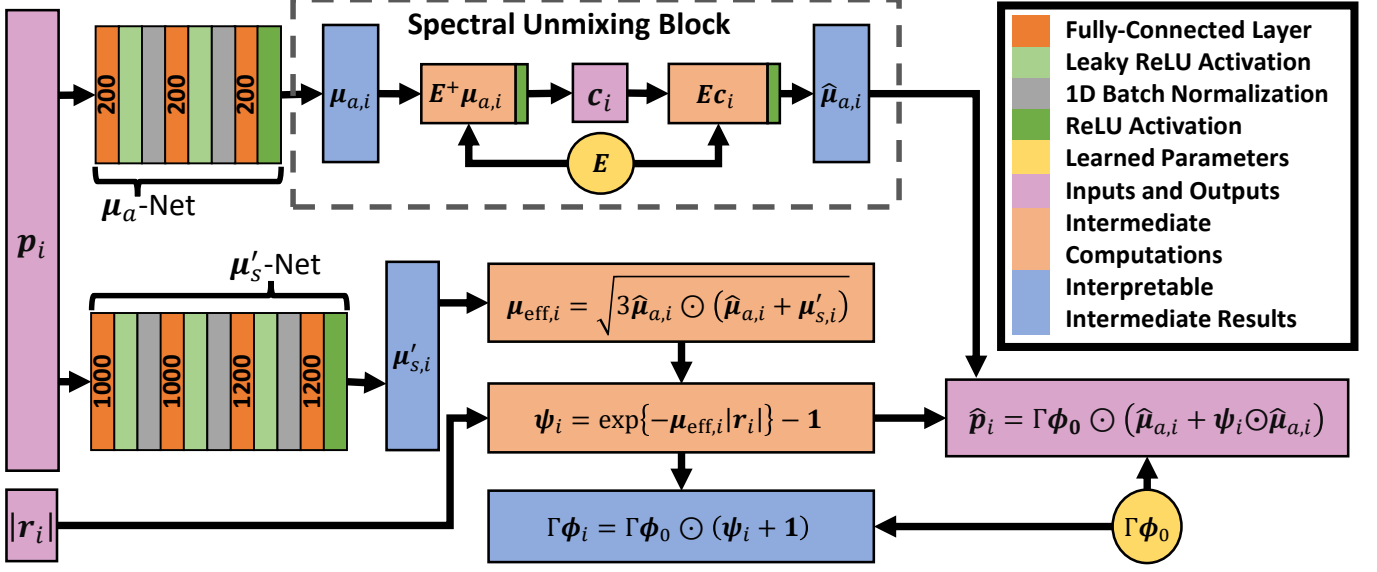 Spectral Unmixing Block
p_i
200
200
200
μ_a-Net
μ_{a,i}
E⁺μ_{a,i}
c_i
Ec_i
μ̂_{a,i}
E
μ′_s-Net
1000
1000
1200
1200
μ′_{s,i}
μ_{eff,i} = √(3μ̂_{a,i} ⊙ (μ̂_{a,i} + μ′_{s,i}))
ψ_i = exp{−μ_{eff,i}|r_i|} − 1
p̂_i = Γϕ_0 ⊙ (μ̂_{a,i} + ψ_i⊙μ̂_{a,i})
|r_i|
Γϕ_i = Γϕ_0 ⊙ (ψ_i + 1)
Γϕ_0
Fully-Connected Layer
Leaky ReLU Activation
1D Batch Normalization
ReLU Activation
Learned Parameters
Inputs and Outputs
Intermediate
Computations
Interpretable
Intermediate Results